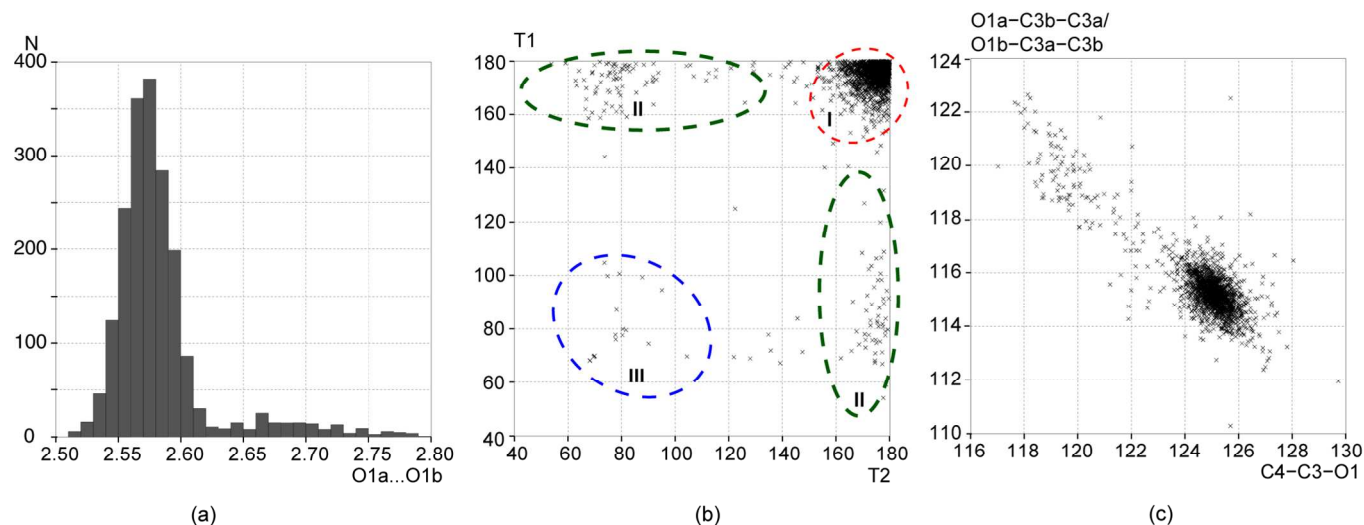 N
400
300
200
100
0
2.50 2.55 2.60 2.65 2.70 2.75 2.80
O1a...O1b
(a)
T1
180
160
140
120
100
80
60
40
II
I
III
II
40 60 80 100 120 140 160 180
T2
(b)
O1a−C3b−C3a/
O1b−C3a−C3b
124
122
120
118
116
114
112
110
116 118 120 122 124 126 128 130
C4−C3−O1
(c)